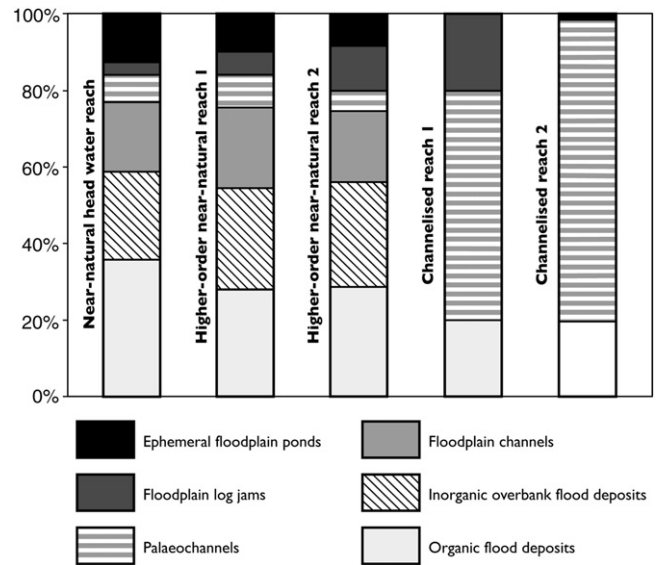 100%
80%
60%
40%
20%
0%
Near-natural head water reach
Higher-order near-natural reach 1
Higher-order near-natural reach 2
Channelised reach 1
Channelised reach 2
Ephemeral floodplain ponds
Floodplain channels
Floodplain log jams
Inorganic overbank flood deposits
Palaeochannels
Organic flood deposits